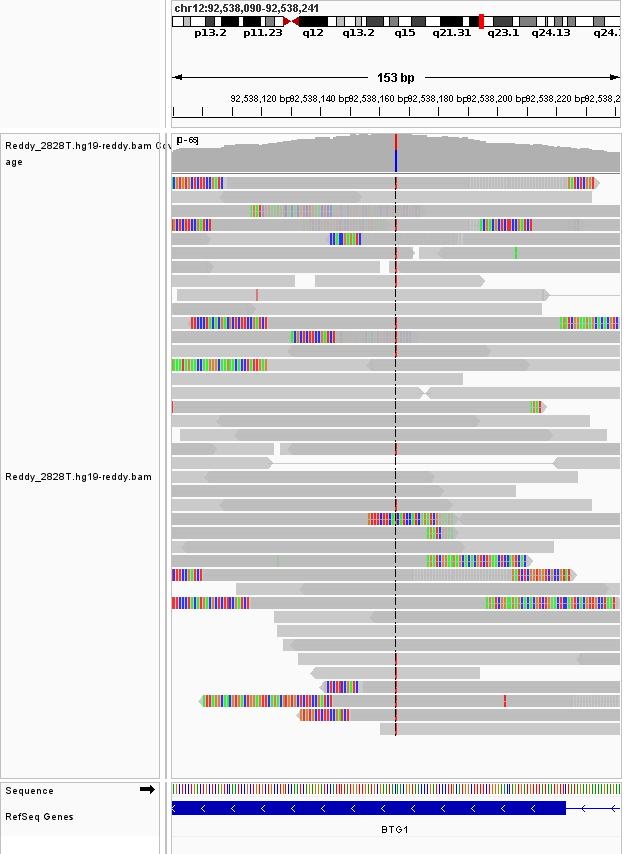 chr12:92,538,090-92,538,241
p13.2 p11.23 q12 q13.2 q15 q21.31 q23.1 q24.13 q24.
153 bp
92,538,120 bp 92,538,140 bp 92,538,160 bp 92,538,180 bp 92,538,200 bp 92,538,220 bp 92,538,2
Reddy_2828T.hg19-reddy.bam Cov
age
[0-69]
Reddy_2828T.hg19-reddy.bam
Sequence
RefSeq Genes
BTG1